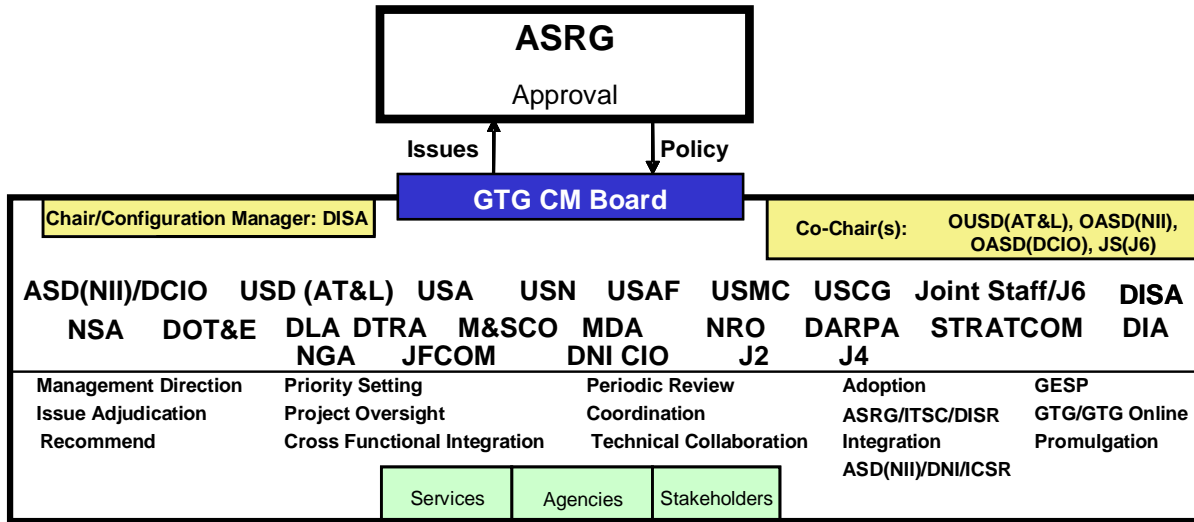 ASRG
Approval
Issues Policy
GTG CM Board
Chair/Configuration Manager: DISA
Co-Chair(s): OUSD(AT&L), OASD(NII),
OASD(DCIO), JS(J6)
ASD(NII)/DCIO USD (AT&L) USA USN USAF USMC USCG Joint Staff/J6 DISA
NSA DOT&E DLA DTRA M&SCO MDA NRO DARPA STRATCOM DIA
NGA JFCOM DNI CIO J2 J4
Management Direction Priority Setting Periodic Review Adoption GESP
Issue Adjudication Project Oversight Coordination ASRG/ITSC/DISR GTG/GTG Online
Recommend Cross Functional Integration Technical Collaboration Integration Promulgation
ASD(NII)/DNI/ICSR
Services Agencies Stakeholders